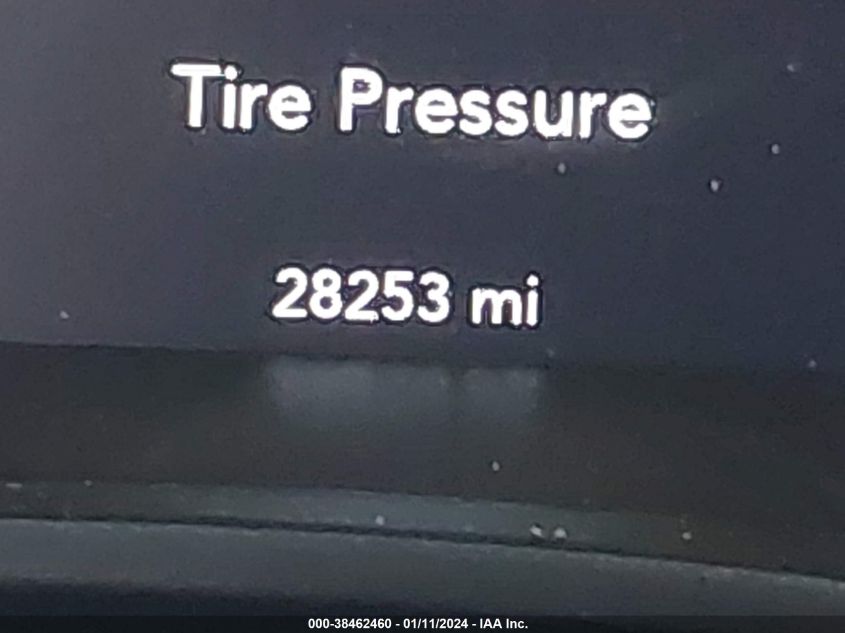 Tire Pressure
28253 mi
000-38462460 - 01/11/2024 - IAA Inc.